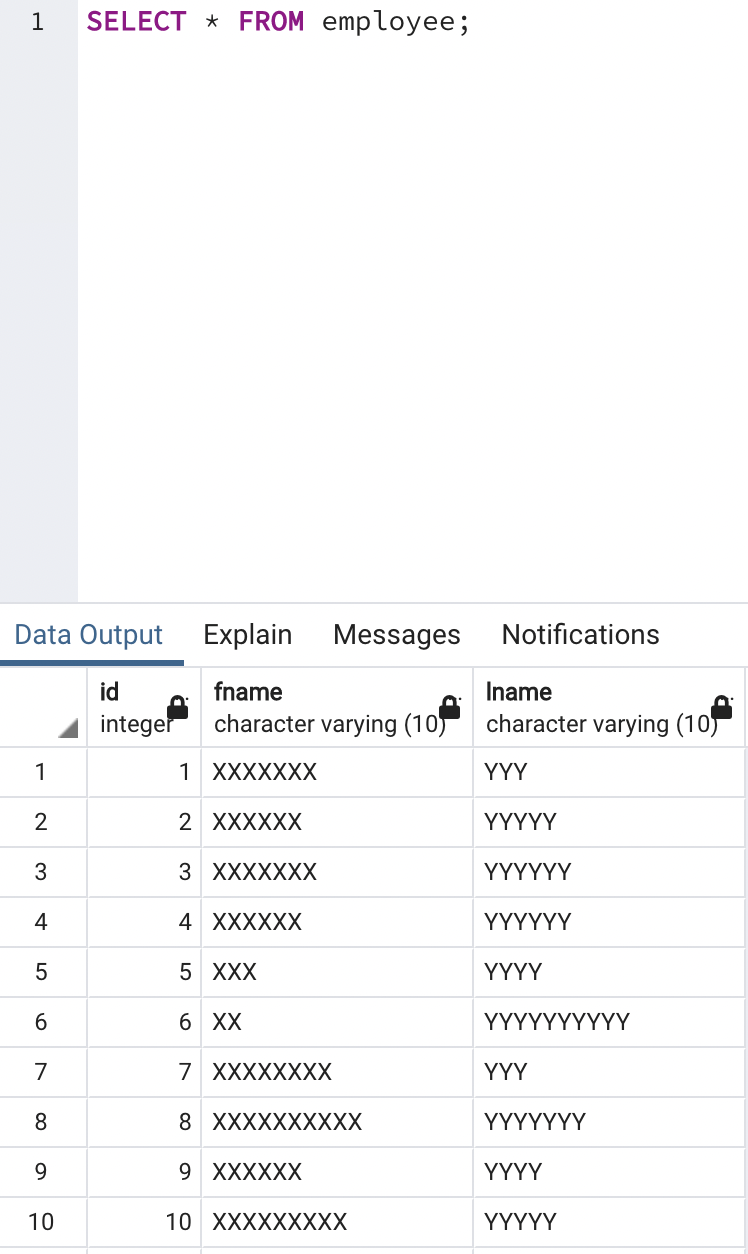 1 SELECT * FROM employee;
Data Output Explain Messages Notifications
id fname lname
integer character varying (10) character varying (10)
1 1 XXXXXXX YYY
2 2 XXXXXX YYYYY
3 3 XXXXXXX YYYYYY
4 4 XXXXXX YYYYYY
5 5 XXX YYYY
6 6 XX YYYYYYYYYY
7 7 XXXXXXXX YYY
8 8 XXXXXXXXXX YYYYYYY
9 9 XXXXXX YYYY
10 10 XXXXXXXXX YYYYY